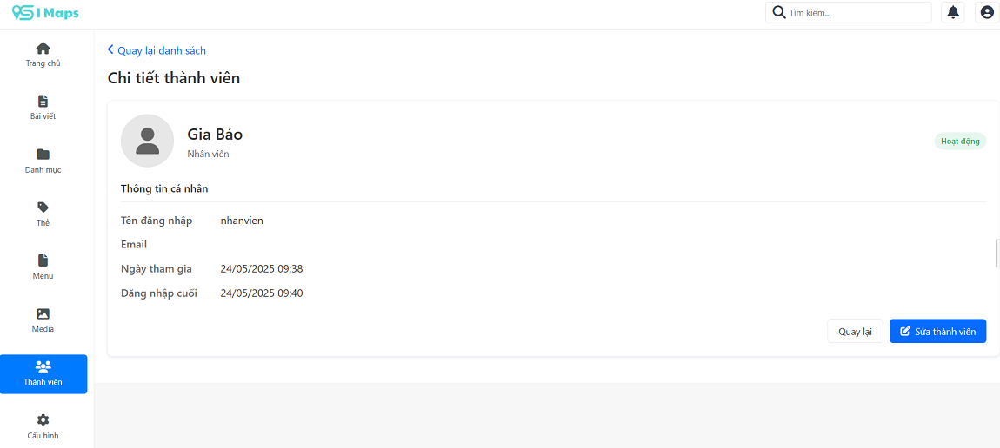 SI Maps
Tìm kiếm...
Trang chủ
Bài viết
Danh mục
Thẻ
Menu
Media
Thành viên
Cấu hình
Quay lại danh sách
Chi tiết thành viên
Gia Bảo
Nhân viên
Hoạt động
Thông tin cá nhân
Tên đăng nhập nhanvien
Email
Ngày tham gia 24/05/2025 09:38
Đăng nhập cuối 24/05/2025 09:40
Quay lại
Sửa thành viên